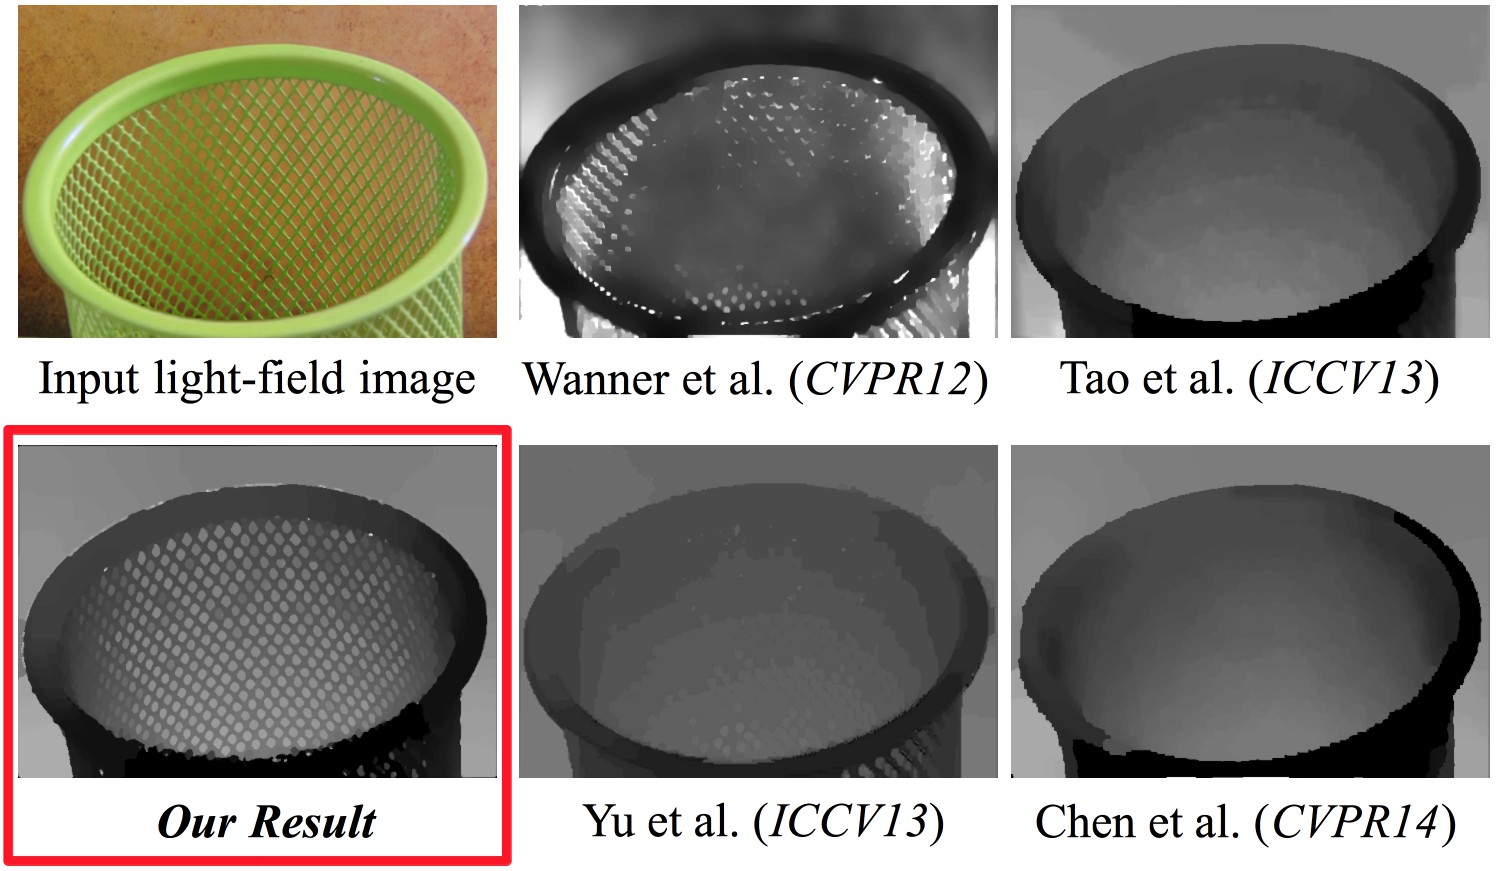 Input light-field image
Wanner et al. (CVPR12)
Tao et al. (ICCV13)
Our Result
Yu et al. (ICCV13)
Chen et al. (CVPR14)